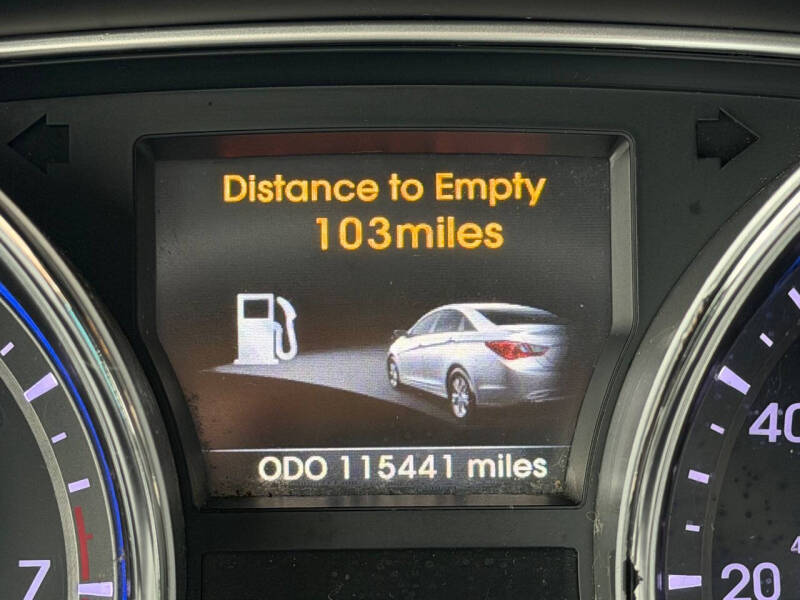 Distance to Empty
103miles
ODO 115441 miles
7
40
20